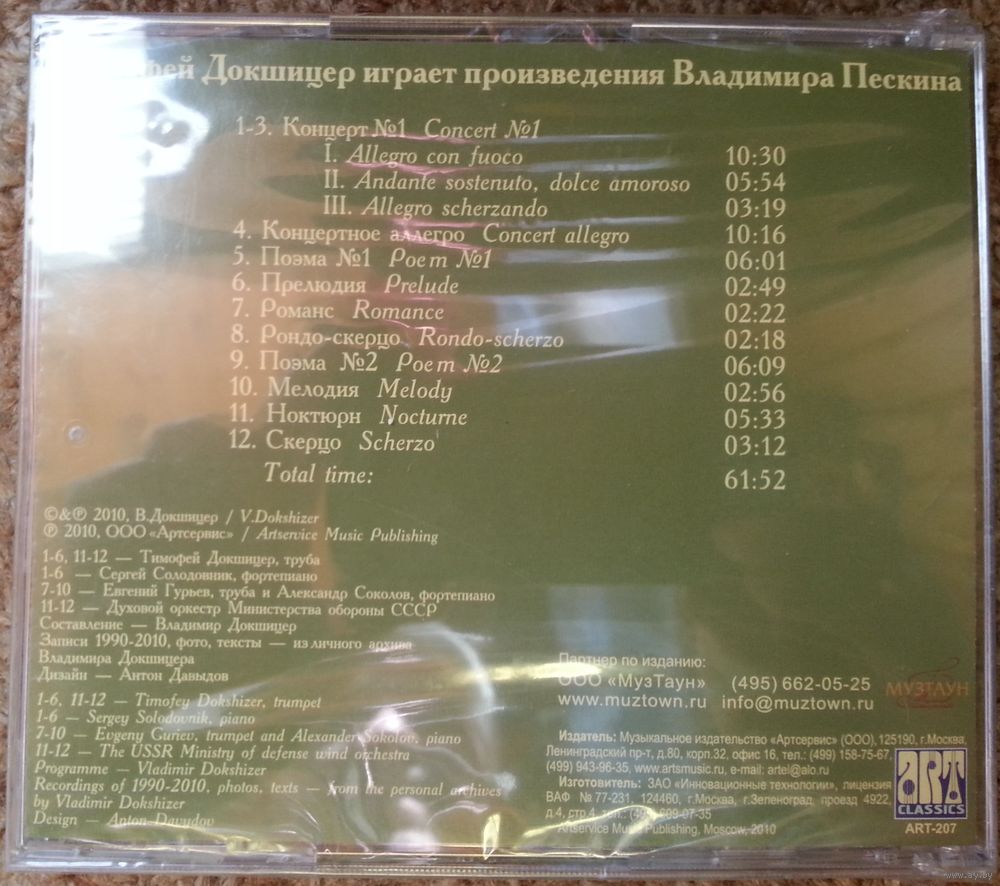 фей Докшицер играет произведения Владимира Пескина
1-3. Концерт №1 Concert №1
I. Allegro con fuoco 10:30
II. Andante sostenuto, dolce amoroso 05:54
III. Allegro scherzando 03:19
4. Концертное аллегро Concert allegro 10:16
5. Поэма №1 Poem №1 06:01
6. Прелюдия Prelude 02:49
7. Романс Romance 02:22
8. Рондо-скерцо Rondo-scherzo 02:18
9. Поэма №2 Poem №2 06:09
10. Мелодия Melody 02:56
11. Ноктюрн Nocturne 05:33
12. Скерцо Scherzo 03:12
Total time: 61:52
©&℗ 2010, В.Докшицер / V.Dokshizer
℗ 2010, ООО «Артсервис» / Artservice Music Publishing
1-6, 11-12 — Тимофей Докшицер, труба
1-6 — Сергей Солодовник, фортепиано
7-10 — Евгений Гурьев, труба и Александр Соколов, фортепиано
11-12 — Духовой оркестр Министерства обороны СССР
Составление — Владимир Докшицер
Записи 1990-2010, фото, тексты — из личного архива
Владимира Докшицера
Дизайн — Антон Давыдов
1-6, 11-12 — Timofey Dokshizer, trumpet
1-6 — Sergey Solodovnik, piano
7-10 — Evgeny Guriev, trumpet and Alexander Sokolov, piano
11-12 — The USSR Ministry of defense wind orchestra
Programme — Vladimir Dokshizer
Recordings of 1990-2010, photos, texts — from the personal archives
by Vladimir Dokshizer
Design — Anton Davydov
Партнер по изданию:
ООО «МузТаун» (495) 662-05-25
www.muztown.ru info@muztown.ru
МУЗТАУН
Издатель: Музыкальное издательство «Артсервис» (ООО), 125190, г.Москва,
Ленинградский пр-т, д.80, корп.32, офис 16, тел.: (499) 158-75-67,
(499) 943-96-35, www.artsmusic.ru, e-mail: artel@alo.ru
Изготовитель: ЗАО «Инновационные технологии», лицензия
ВАФ № 77-231, 124460, г.Москва, г.Зеленоград, проезд 4922,
д.4, стр.4, тел.: 09-07-35
Artservice Music Publishing, Moscow, 2010
ART
CLASSICS
ART-207
www.ay.by